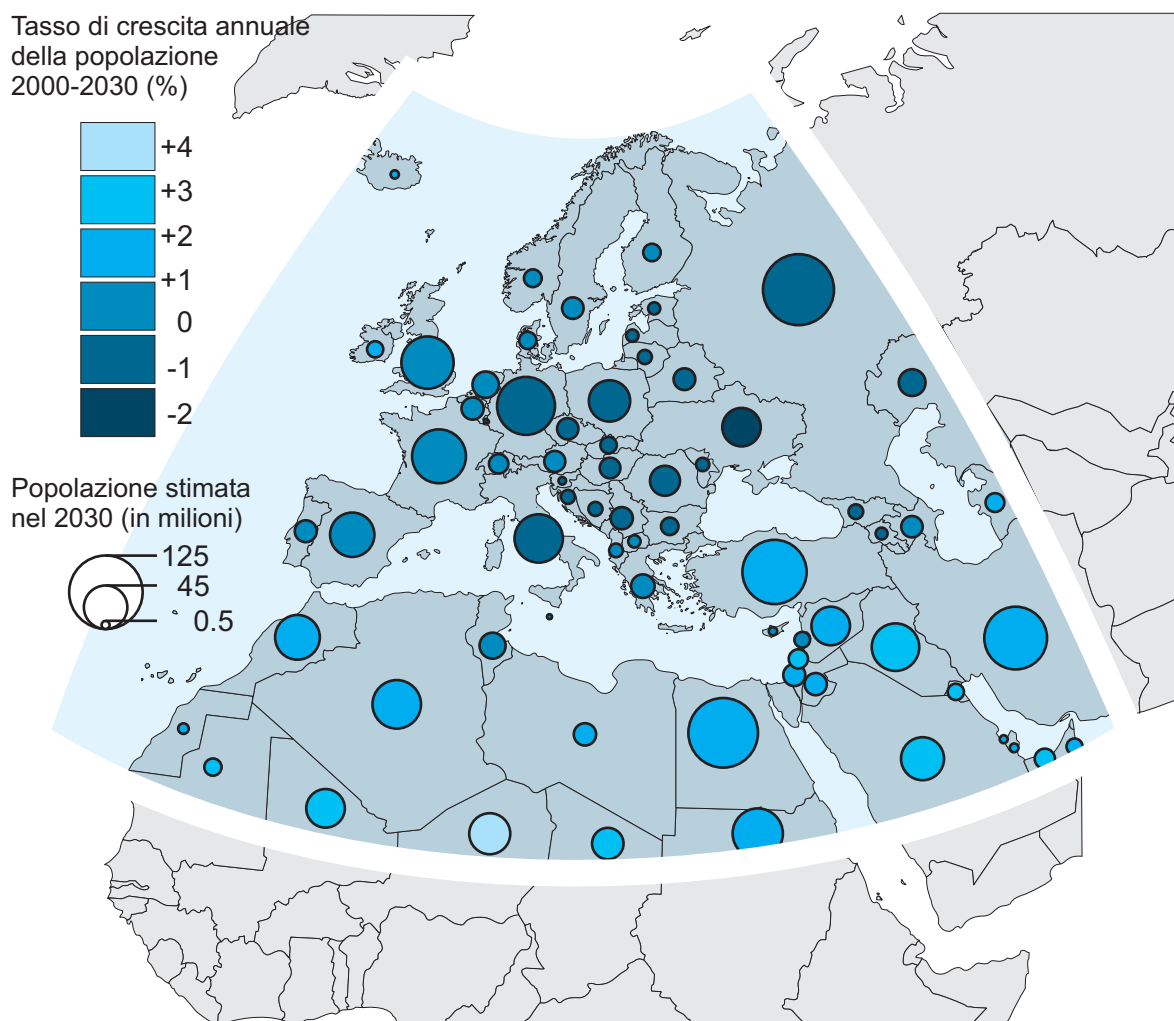 Tasso di crescita annuale
della popolazione
2000-2030 (%)
+4
+3
+2
+1
0
-1
-2
Popolazione stimata
nel 2030 (in milioni)
125
45
0.5